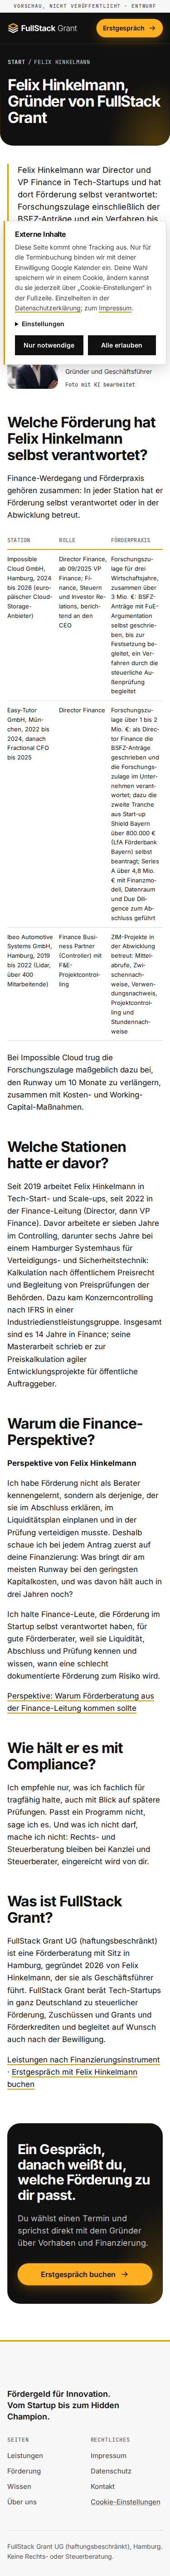 VORSCHAU, NICHT VERÖFFENTLICHT · ENTWURF
FullStack Grant
Erstgespräch →
START / FELIX HINKELMANN
Felix Hinkelmann,
Gründer von FullStack
Grant
Felix Hinkelmann war Director und
VP Finance in Tech-Startups und hat
dort Förderung selbst verantwortet:
Forschungszulage einschließlich der
BSFZ-Anträge und ein Verfahren bis
Externe Inhalte
Diese Seite kommt ohne Tracking aus. Nur für
die Terminbuchung binden wir mit deiner
Einwilligung Google Kalender ein. Deine Wahl
speichern wir in einem Cookie, ändern kannst
du sie jederzeit über „Cookie-Einstellungen" in
der Fußzeile. Einzelheiten in der
Datenschutzerklärung; zum Impressum.
▸ Einstellungen
Nur notwendige
Alle erlauben
Gründer und Geschäftsführer
Foto mit KI bearbeitet
Welche Förderung hat
Felix Hinkelmann
selbst verantwortet?
Finance-Werdegang und Förderpraxis
gehören zusammen: In jeder Station hat er
Förderung selbst verantwortet oder in der
Abwicklung betreut.
STATION
ROLLE
FÖRDERPRAXIS
Impossible
Cloud GmbH,
Hamburg, 2024
bis 2026 (euro-
päischer Cloud-
Storage-
Anbieter)
Director Finance,
ab 09/2025 VP
Finance; Fi-
nance, Steuern
und Investor Re-
lations, berich-
tend an den
CEO
Forschungszu-
lage für drei
Wirtschaftsjahre,
zusammen über
3 Mio. €: BSFZ-
Anträge mit FuE-
Argumentation
selbst geschrie-
ben, bis zur
Festsetzung be-
gleitet, ein Ver-
fahren durch die
steuerliche Au-
ßenprüfung
begleitet
Easy-Tutor
GmbH, Mün-
chen, 2022 bis
2024, danach
Fractional CFO
bis 2025
Director Finance
Forschungszu-
lage über 1 bis 2
Mio. €: als Direc-
tor Finance die
BSFZ-Anträge
geschrieben und
die Forschungs-
zulage im Unter-
nehmen verant-
wortet; dazu die
zweite Tranche
aus Start-up
Shield Bayern
über 800.000 €
(LfA Förderbank
Bayern) selbst
beantragt; Series
A über 4,8 Mio.
€ mit Finanzmo-
dell, Datenraum
und Due Dili-
gence zum Ab-
schluss geführt
Ibeo Automotive
Systems GmbH,
Hamburg, 2019
bis 2022 (Lidar,
über 400
Mitarbeitende)
Finance Busi-
ness Partner
(Controller) mit
F&E-
Projektcontrol-
ling
ZIM-Projekte in
der Abwicklung
betreut: Mittel-
abrufe, Zwi-
schennach-
weise, Verwen-
dungsnachweis,
Projektcontrol-
ling und
Stundennach-
weise
Bei Impossible Cloud trug die
Forschungszulage maßgeblich dazu bei,
den Runway um 10 Monate zu verlängern,
zusammen mit Kosten- und Working-
Capital-Maßnahmen.
Welche Stationen
hatte er davor?
Seit 2019 arbeitet Felix Hinkelmann in
Tech-Start- und Scale-ups, seit 2022 in
der Finance-Leitung (Director, dann VP
Finance). Davor arbeitete er sieben Jahre
im Controlling, darunter sechs Jahre bei
einem Hamburger Systemhaus für
Verteidigungs- und Sicherheitstechnik:
Kalkulation nach öffentlichem Preisrecht
und Begleitung von Preisprüfungen der
Behörden. Dazu kam Konzerncontrolling
nach IFRS in einer
Industriedienstleistungsgruppe. Insgesamt
sind es 14 Jahre in Finance; seine
Masterarbeit schrieb er zur
Preiskalkulation agiler
Entwicklungsprojekte für öffentliche
Auftraggeber.
Warum die Finance-
Perspektive?
Perspektive von Felix Hinkelmann
Ich habe Förderung nicht als Berater
kennengelernt, sondern als derjenige, der
sie im Abschluss erklären, im
Liquiditätsplan einplanen und in der
Prüfung verteidigen musste. Deshalb
schaue ich bei jedem Antrag zuerst auf
deine Finanzierung: Was bringt dir am
meisten Runway bei den geringsten
Kapitalkosten, und was davon hält auch in
drei Jahren noch?
Ich halte Finance-Leute, die Förderung im
Startup selbst verantwortet haben, für
gute Förderberater, weil sie Liquidität,
Abschluss und Prüfung kennen und
wissen, wann eine schlecht
dokumentierte Förderung zum Risiko wird.
Perspektive: Warum Förderberatung aus
der Finance-Leitung kommen sollte
Wie hält er es mit
Compliance?
Ich empfehle nur, was ich fachlich für
tragfähig halte, auch mit Blick auf spätere
Prüfungen. Passt ein Programm nicht,
sage ich es. Und was ich nicht darf,
mache ich nicht: Rechts- und
Steuerberatung bleiben bei Kanzlei und
Steuerberater, eingereicht wird von dir.
Was ist FullStack
Grant?
FullStack Grant UG (haftungsbeschränkt)
ist eine Förderberatung mit Sitz in
Hamburg, gegründet 2026 von Felix
Hinkelmann, der sie als Geschäftsführer
führt. FullStack Grant berät Tech-Startups
in ganz Deutschland zu steuerlicher
Förderung, Zuschüssen und Grants und
Förderkrediten und begleitet auf Wunsch
auch nach der Bewilligung.
Leistungen nach Finanzierungsinstrument
· Erstgespräch mit Felix Hinkelmann
buchen
Ein Gespräch,
danach weißt du,
welche Förderung zu
dir passt.
Du wählst einen Termin und
sprichst direkt mit dem Gründer
über Vorhaben und Finanzierung.
Erstgespräch buchen →
Fördergeld für Innovation.
Vom Startup bis zum Hidden
Champion.
SEITEN
RECHTLICHES
Leistungen
Impressum
Förderung
Datenschutz
Wissen
Kontakt
Über uns
Cookie-Einstellungen
FullStack Grant UG (haftungsbeschränkt), Hamburg.
Keine Rechts- oder Steuerberatung.